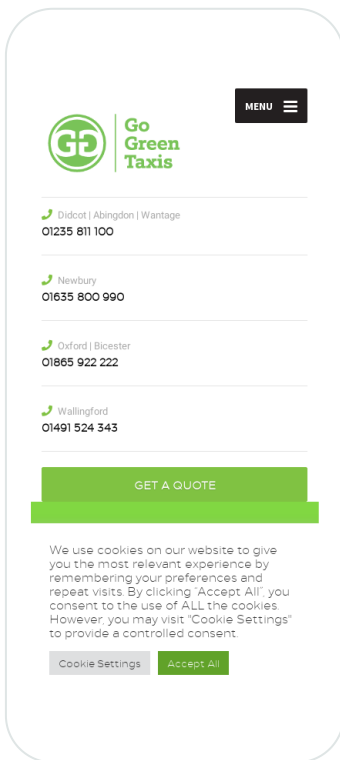 MENU
GG
Go
Green
Taxis
Didcot | Abingdon | Wantage
01235 811 100
Newbury
01635 800 990
Oxford | Bicester
01865 922 222
Wallingford
01491 524 343
GET A QUOTE
We use cookies on our website to give
you the most relevant experience by
remembering your preferences and
repeat visits. By clicking "Accept All", you
consent to the use of ALL the cookies.
However, you may visit "Cookie Settings"
to provide a controlled consent.
Cookie Settings
Accept All